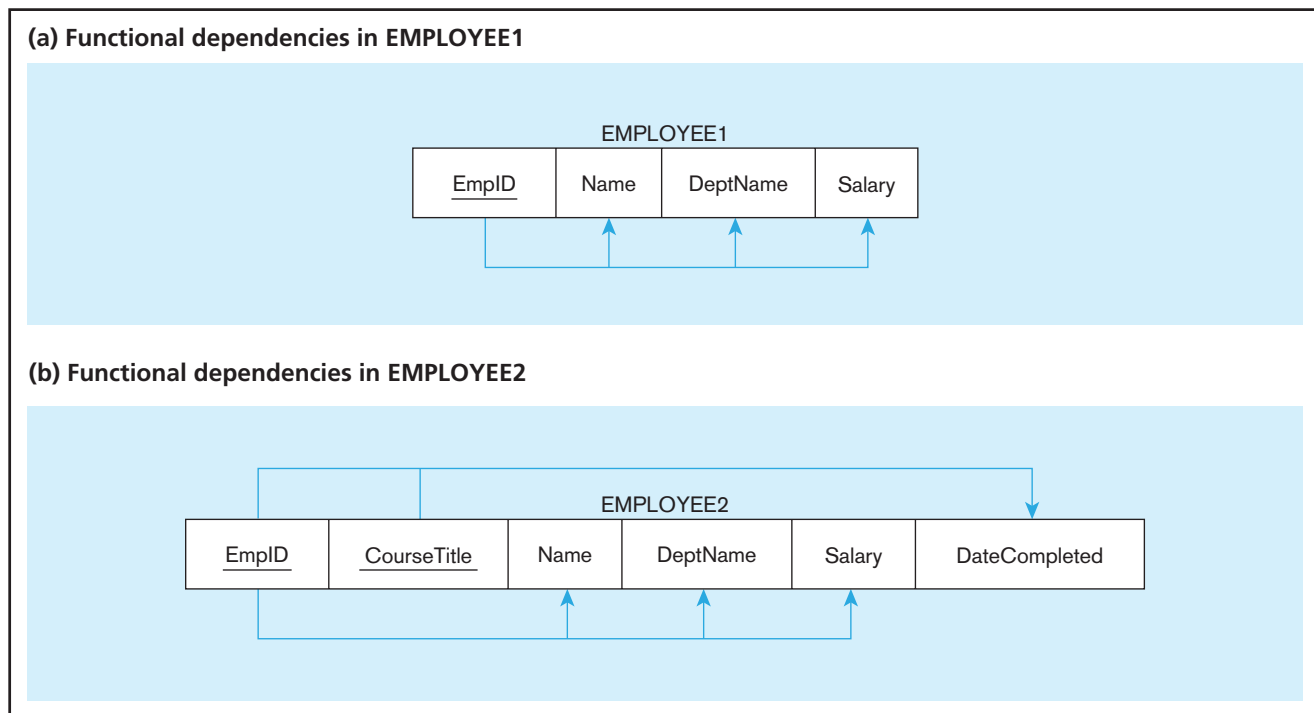 (a) Functional dependencies in EMPLOYEE1
EMPLOYEE1
EmpID Name DeptName Salary
(b) Functional dependencies in EMPLOYEE2
EMPLOYEE2
EmpID CourseTitle Name DeptName Salary DateCompleted